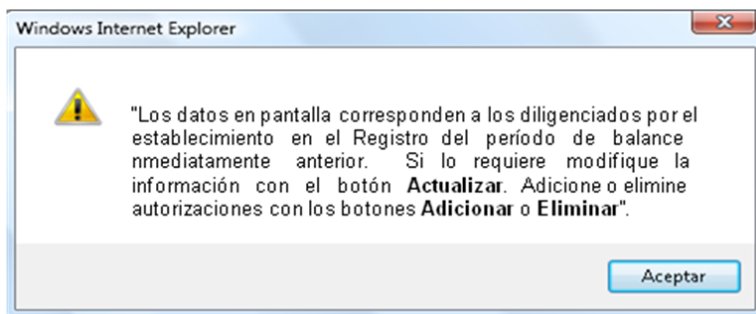 Windows Internet Explorer
"Los datos en pantalla corresponden a los diligenciados por el
establecimiento en el Registro del período de balance
nmediatamente anterior. Si lo requiere modifique la
información con el botón Actualizar. Adicione o elimine
autorizaciones con los botones Adicionar o Eliminar".
Aceptar